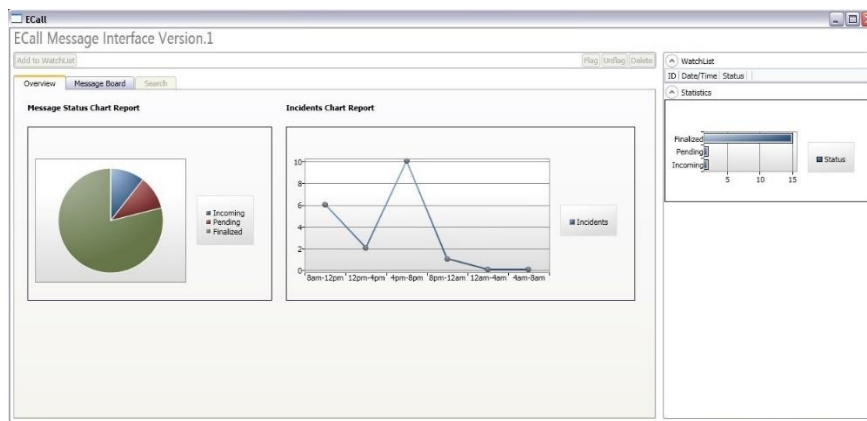 ECall
ECall Message Interface Version.1
Add to WatchList
Flag Unflag Delete
Overview Message Board Search
Message Status Chart Report
Incoming
Pending
Finalized
Incidents Chart Report
10
8
6
4
2
0
8am-12pm 12pm-4pm 4pm-8pm 8pm-12am 12am-4am 4am-8am
Incidents
WatchList
ID Date/Time Status
Statistics
Finalized
Pending
Incoming
5 10 15
Status